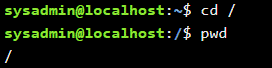 sysadmin@localhost:~$ cd /
sysadmin@localhost:/$ pwd
/